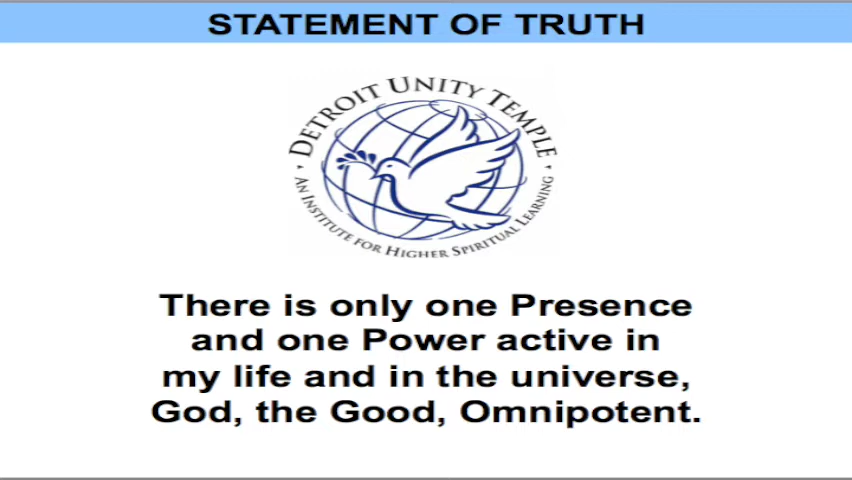 STATEMENT OF TRUTH
DETROIT UNITY TEMPLE
AN INSTITUTE FOR HIGHER SPIRITUAL LEARNING
There is only one Presence
and one Power active in
my life and in the universe,
God, the Good, Omnipotent.